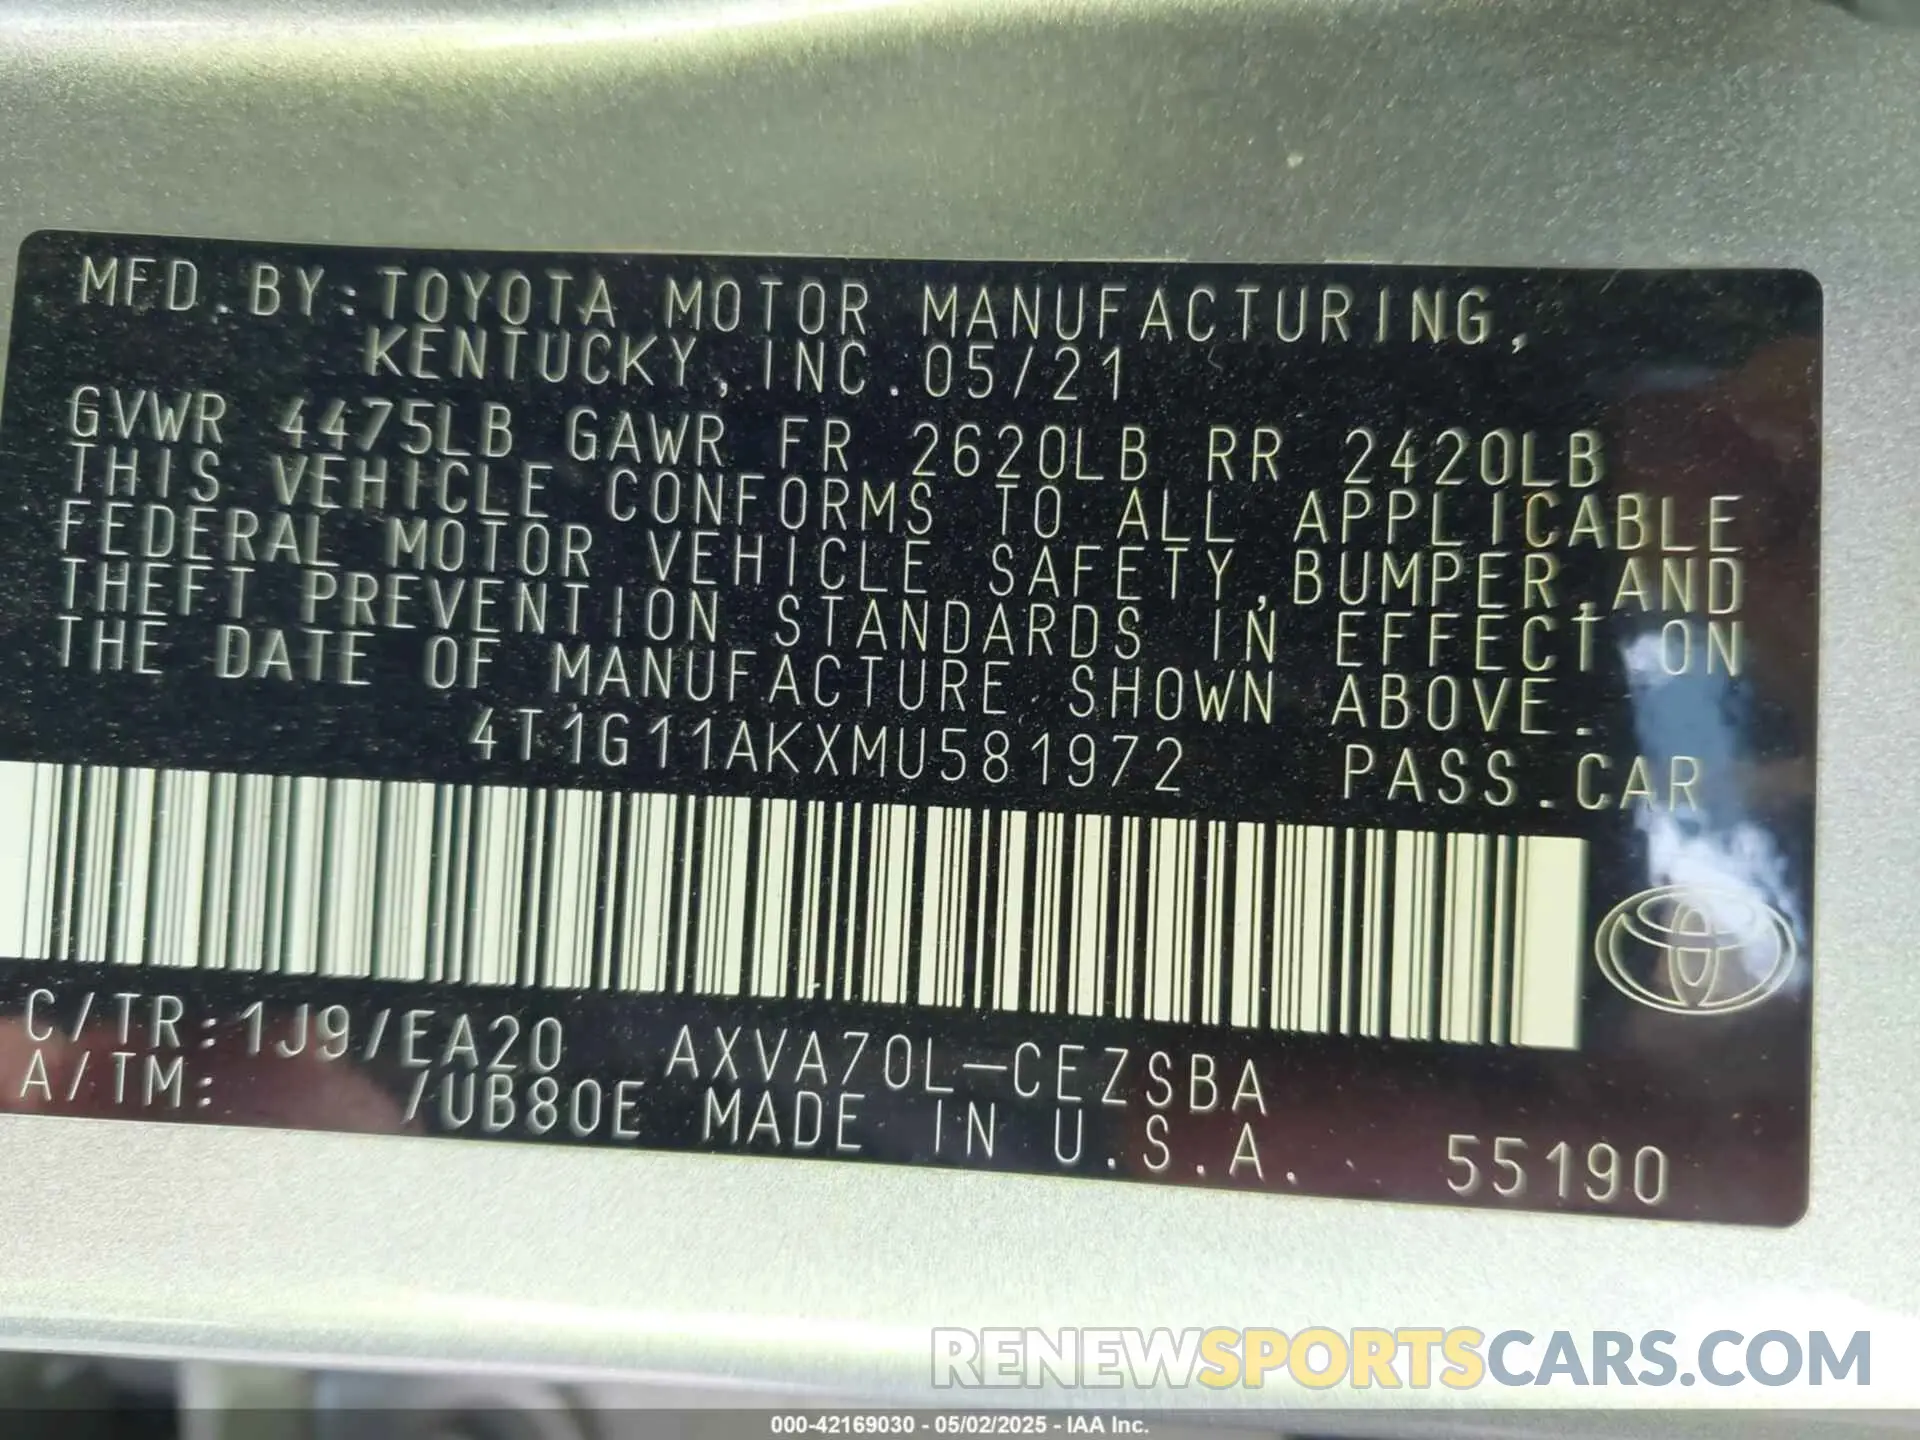 MFD.BY:TOYOTA MOTOR MANUFACTURING,
KENTUCKY,INC.05/21
GVWR 4475LB GAWR FR 2620LB RR 2420LB
THIS VEHICLE CONFORMS TO ALL APPLICABLE
FEDERAL MOTOR VEHICLE SAFETY,BUMPER,AND
THEFT PREVENTION STANDARDS IN EFFECT ON
THE DATE OF MANUFACTURE SHOWN ABOVE.
4T1G11AKXMU581972 PASS.CAR
C/TR:1J9/EA20 AXVA70L-CEZSBA
A/TM: /UB80E MADE IN U.S.A. 55190
RENEWSPORTSCARS.COM
000-42169030 - 05/02/2025 - IAA Inc.